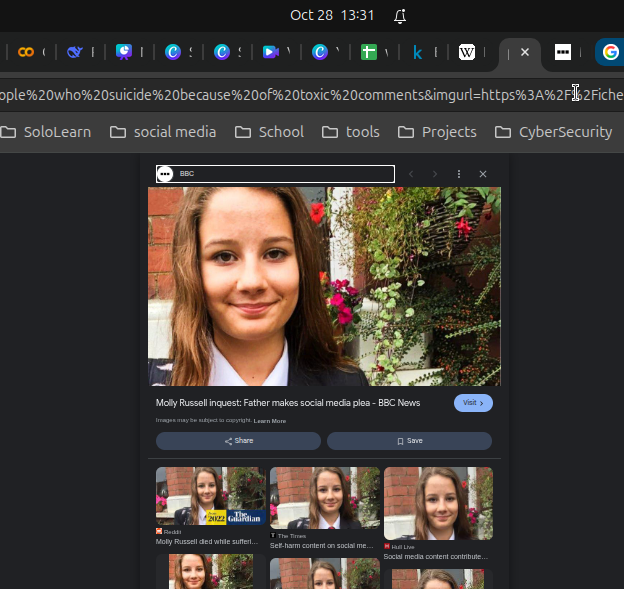 Oct 28 13:31
ople%20who%20suicide%20because%20of%20toxic%20comments&imgurl=https%3A%2F%2Fiche
SoloLearn
social media
School
tools
Projects
CyberSecurity
BBC
Molly Russell inquest: Father makes social media plea - BBC News
Visit
Images may be subject to copyright. Learn More
Share
Save
2022
The Guardian
Reddit
Molly Russell died while sufferi...
The Times
Self-harm content on social me...
Hull Live
Social media content contribute...